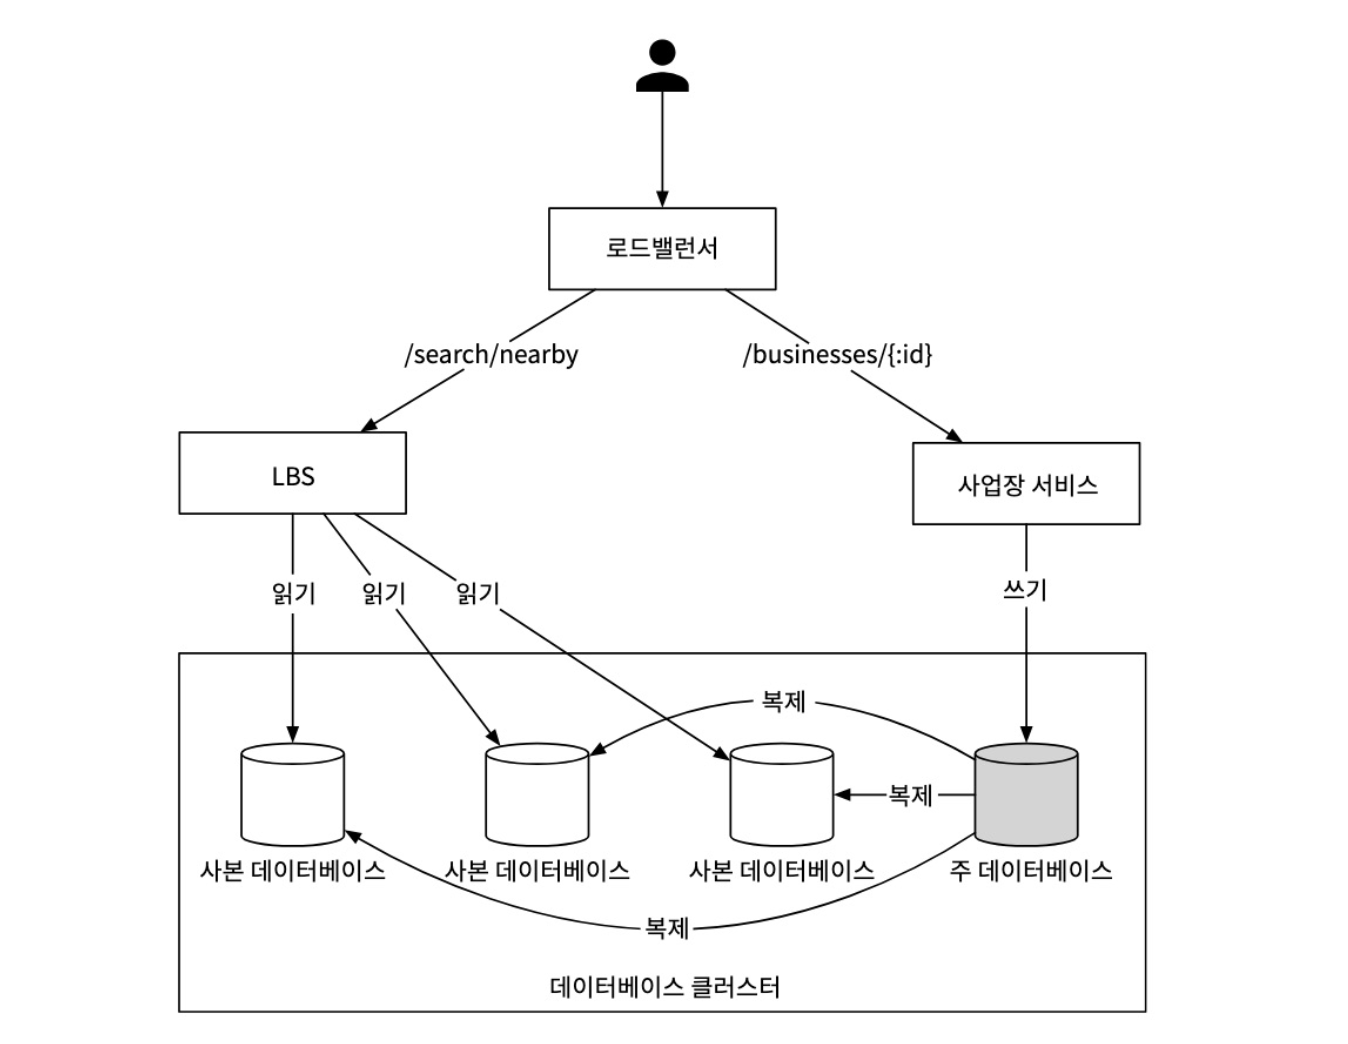 로드밸런서
/search/nearby
/businesses/{:id}
LBS
사업장 서비스
읽기
읽기
읽기
쓰기
복제
복제
사본 데이터베이스
사본 데이터베이스
사본 데이터베이스
주 데이터베이스
복제
데이터베이스 클러스터